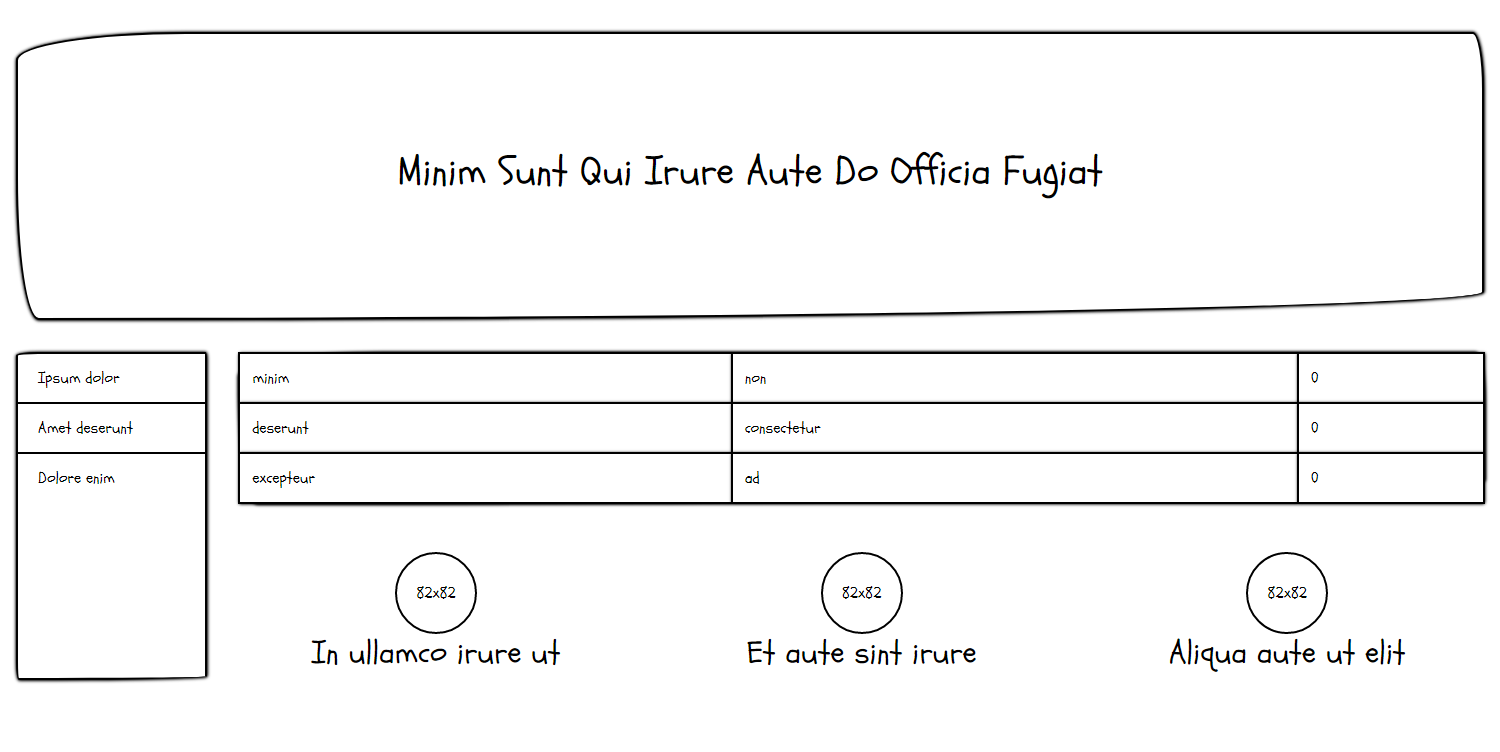 Minim Sunt Qui Irure Aute Do Officia Fugiat
Ipsum dolor
Amet deserunt
Dolore enim
minim non 0
deserunt consectetur 0
excepteur ad 0
82x82
In ullamco irure ut
82x82
Et aute sint irure
82x82
Aliqua aute ut elit